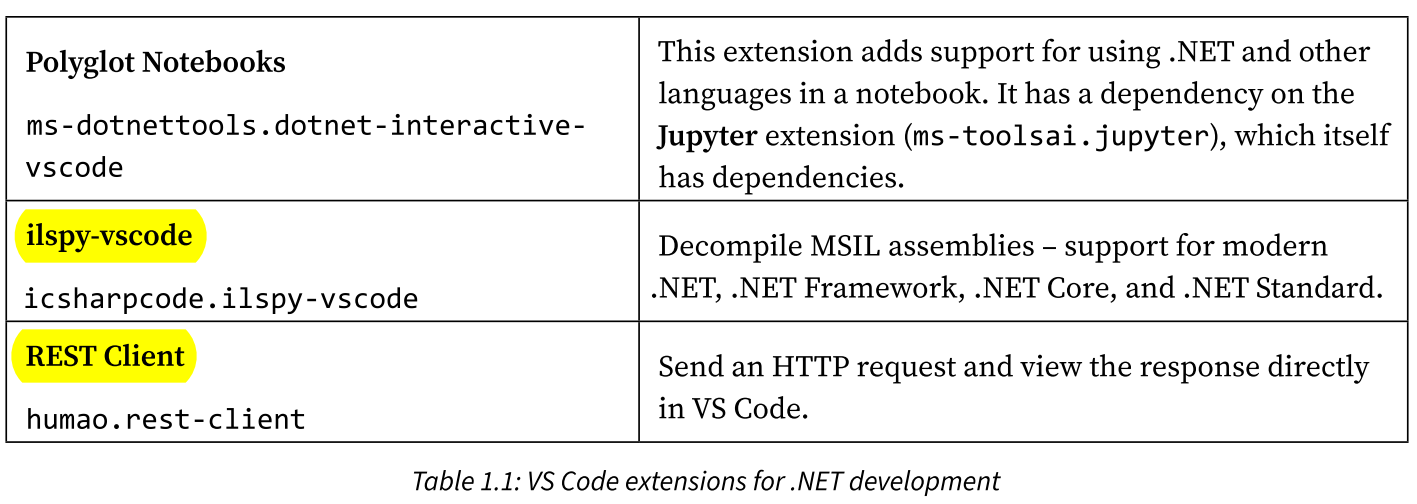 Polyglot Notebooks
ms-dotnettools.dotnet-interactive-
vscode
This extension adds support for using .NET and other
languages in a notebook. It has a dependency on the
Jupyter extension (ms-toolsai.jupyter), which itself
has dependencies.
ilspy-vscode
icsharpcode.ilspy-vscode
Decompile MSIL assemblies – support for modern
.NET, .NET Framework, .NET Core, and .NET Standard.
REST Client
humao.rest-client
Send an HTTP request and view the response directly
in VS Code.
Table 1.1: VS Code extensions for .NET development